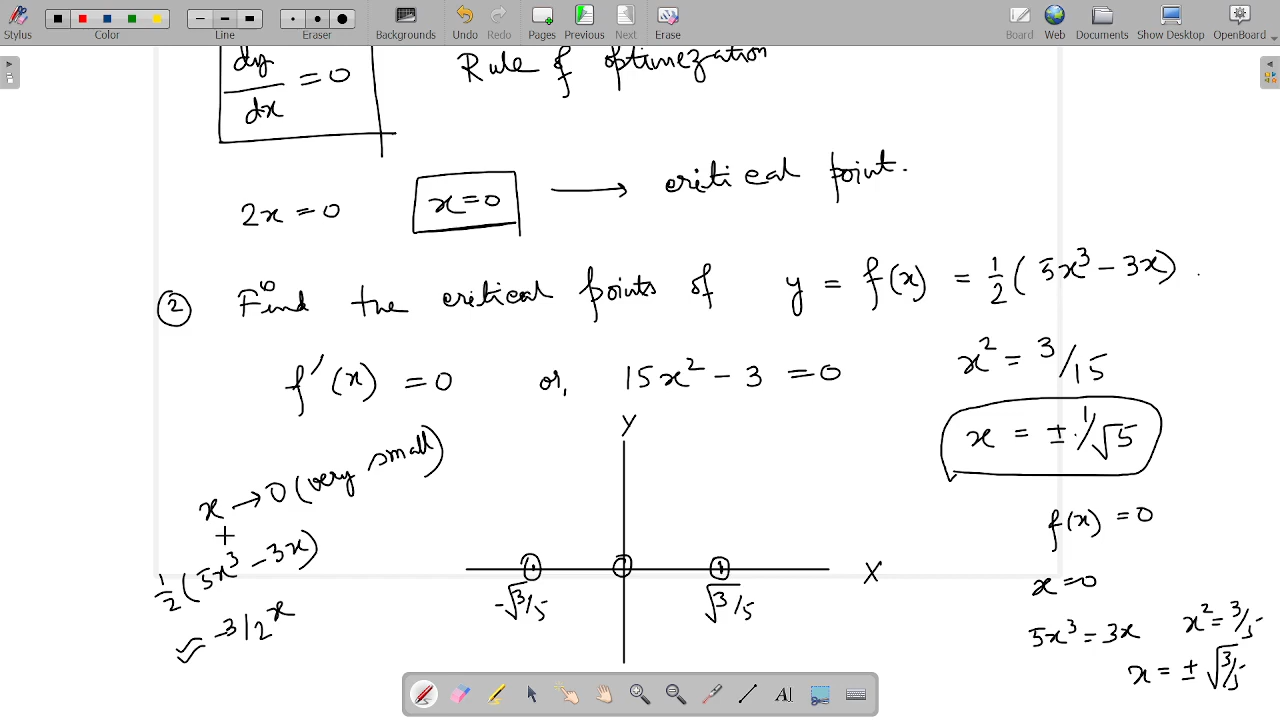 Stylus Color Line Eraser Backgrounds Undo Redo Pages Previous Next Erase Board Web Documents Show Desktop OpenBoard
dy/dx = 0 Rule of optimezation
2x = 0 x = 0 → critical point.
② Find the critical points of y = f(x) = 1/2 (5x³ − 3x).
f′(x) = 0 or, 15x² − 3 = 0 x² = 3/15
x = ± 1/√5
x → 0 (very small)
1/2 (5x³ − 3x)
≈ −3/2 x
Y
X
−√3/5 √3/5
f(x) = 0
x = 0
5x³ = 3x x² = 3/5
x = ± √3/5